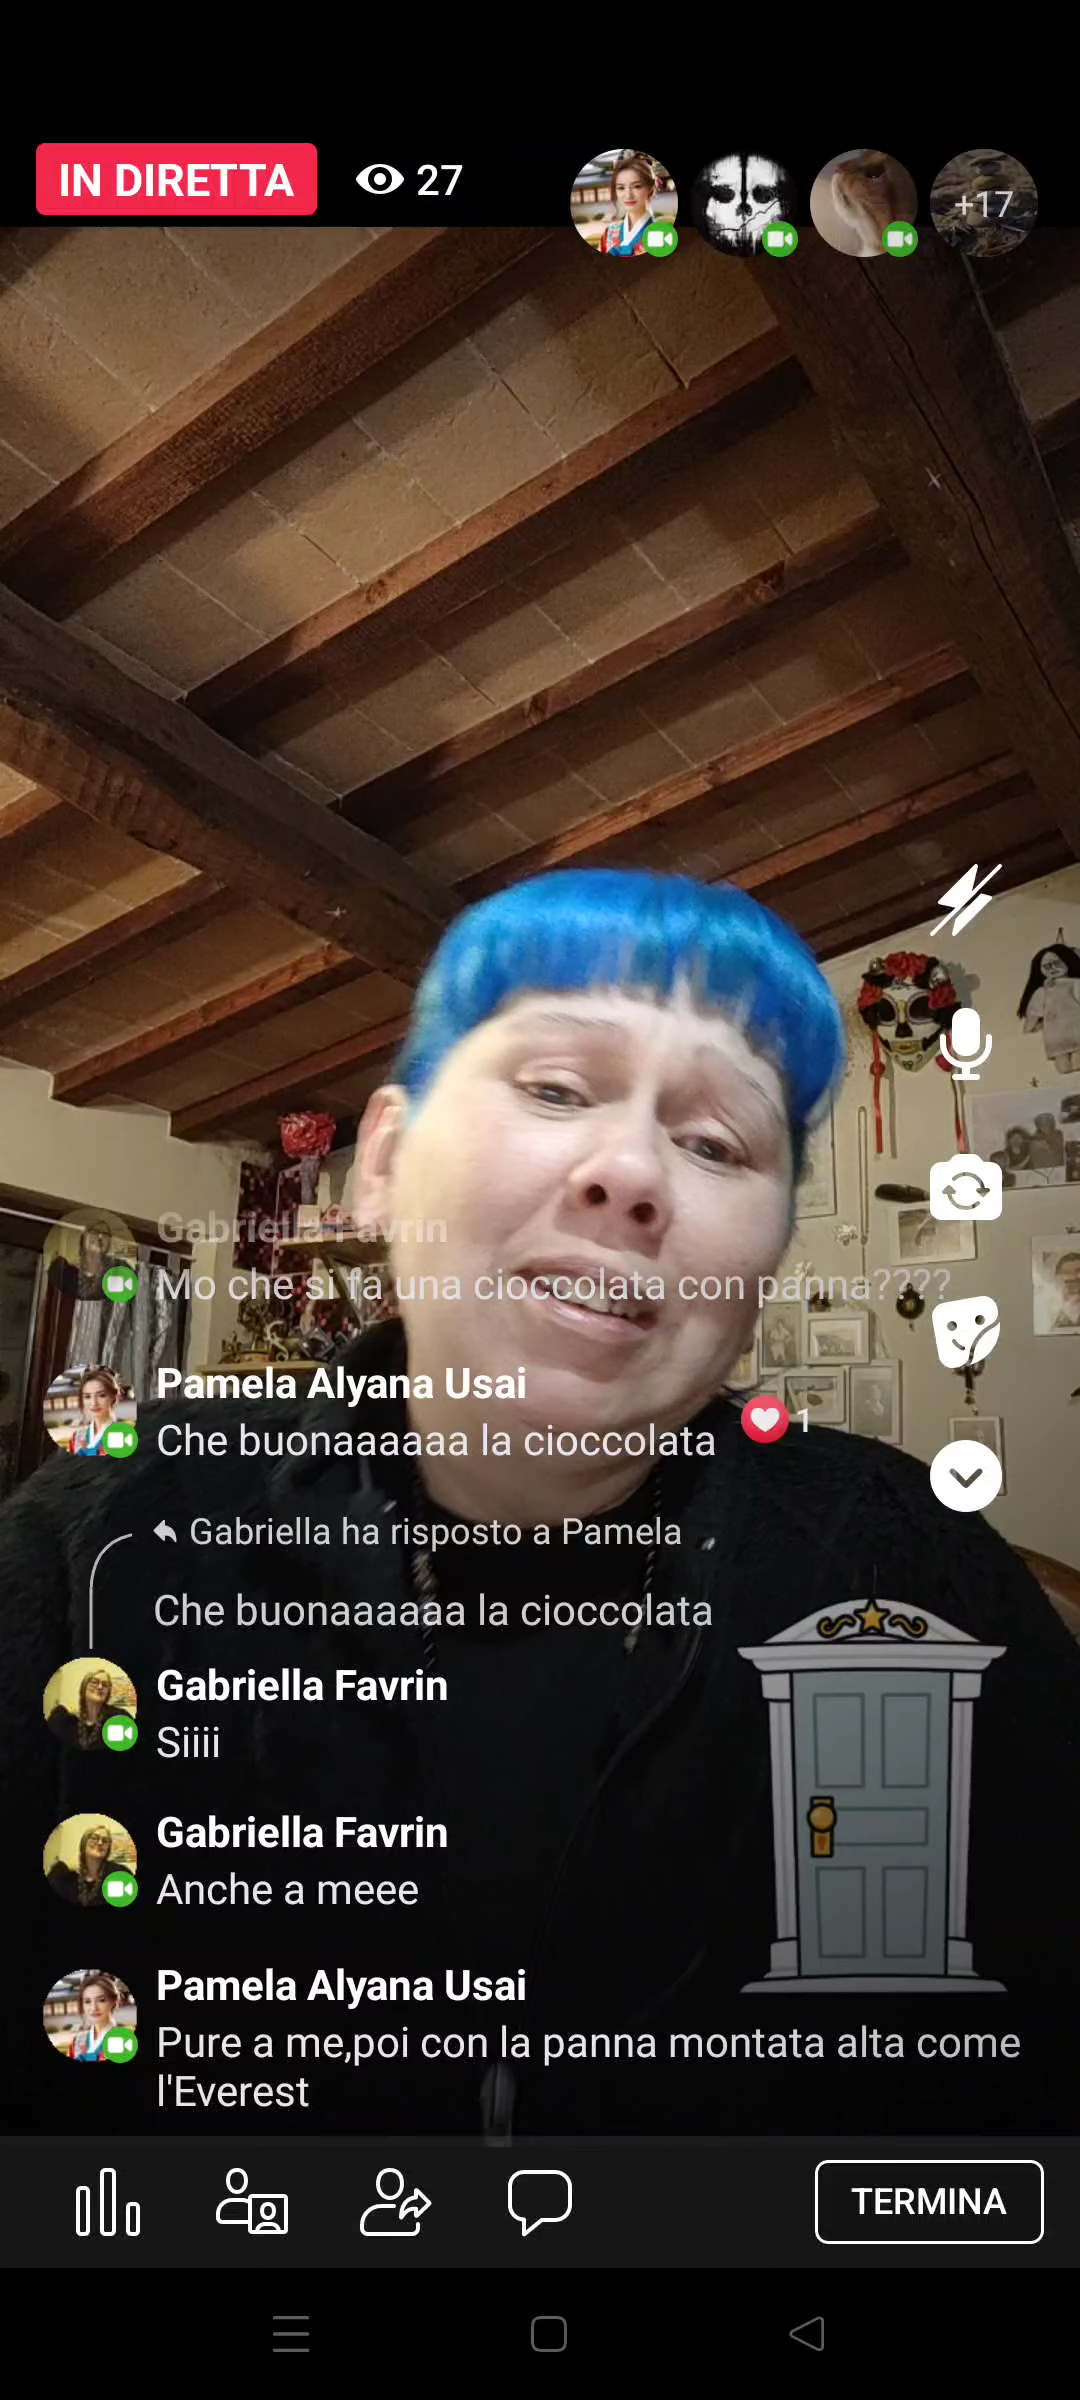 IN DIRETTA
27
+17
Gabriella Favrin
Mo che si fa una cioccolata con panna????
Pamela Alyana Usai
Che buonaaaaaa la cioccolata
1
Gabriella ha risposto a Pamela
Che buonaaaaaa la cioccolata
Gabriella Favrin
Siiii
Gabriella Favrin
Anche a meee
Pamela Alyana Usai
Pure a me,poi con la panna montata alta come
l'Everest
TERMINA